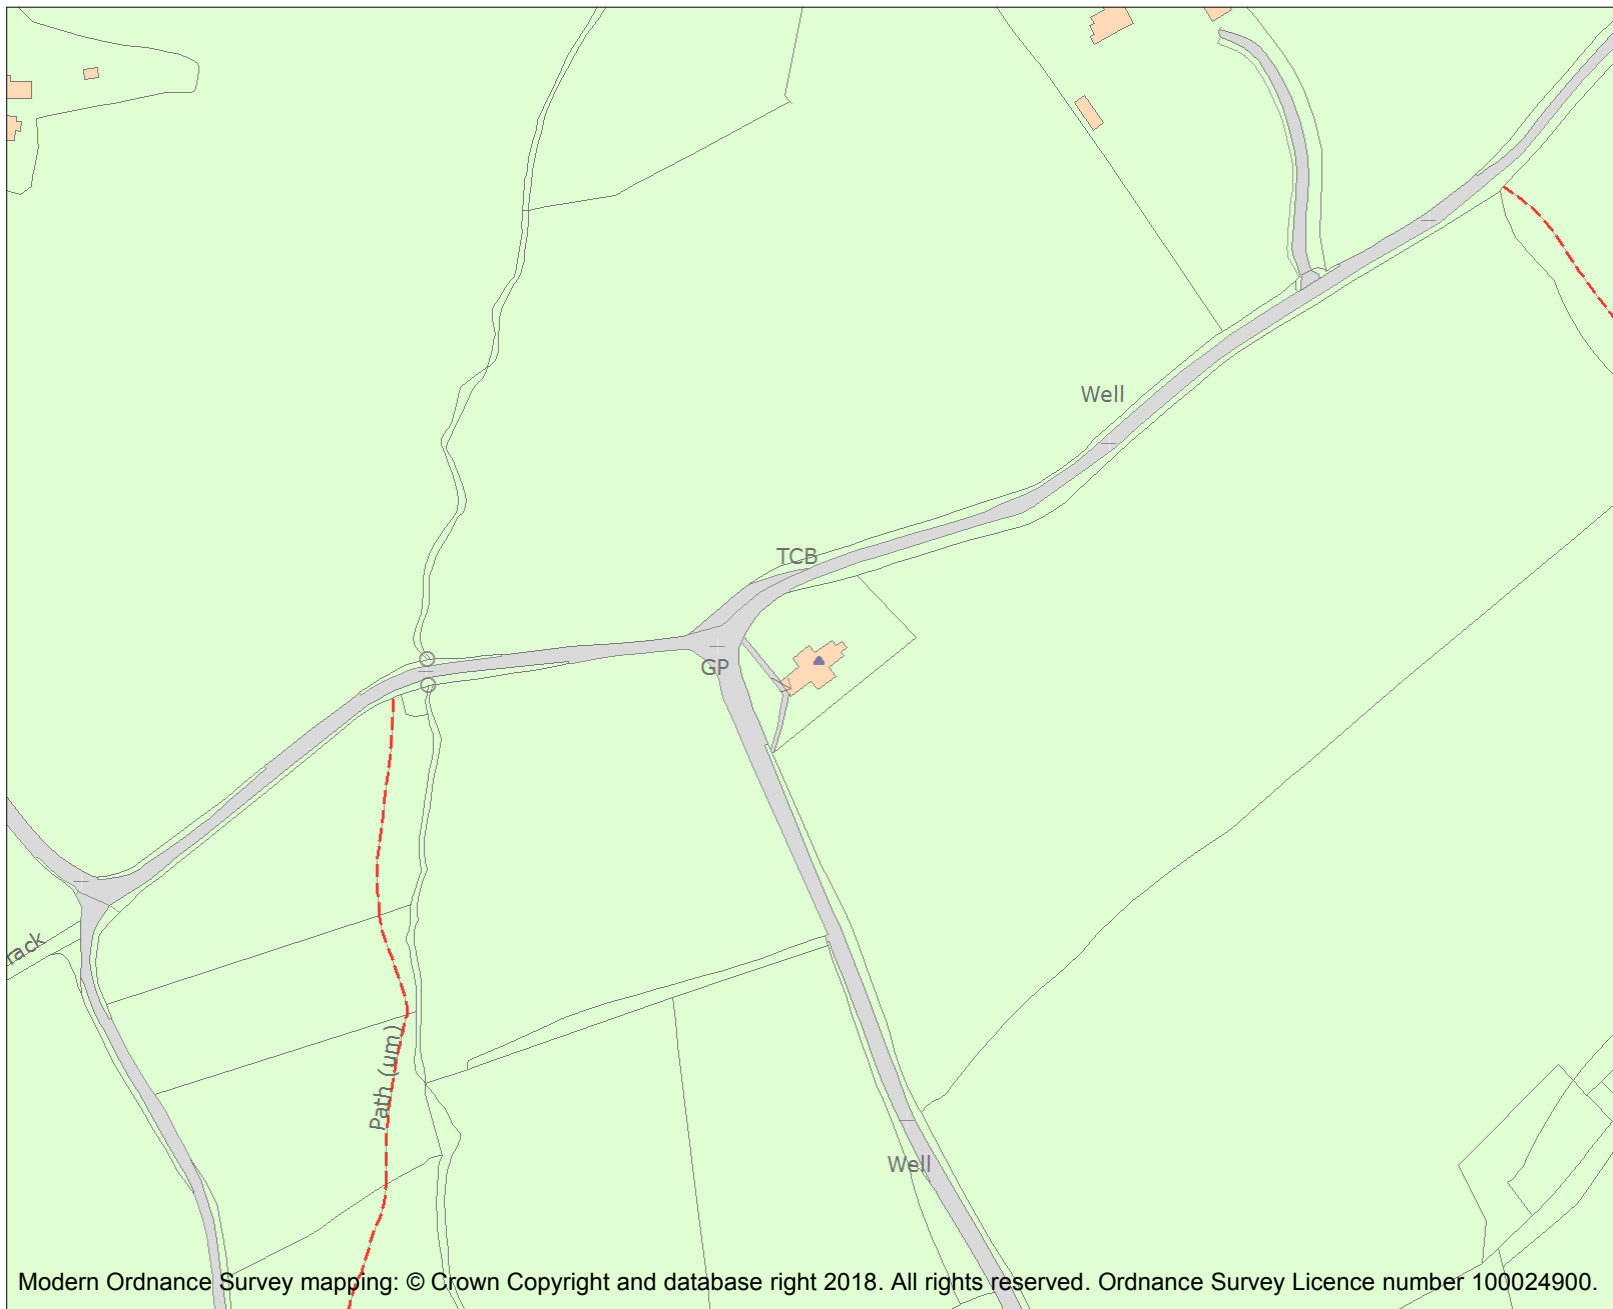 Well
TCB
GP
rack
Path (um)
Well
Modern Ordnance Survey mapping: © Crown Copyright and database right 2018. All rights reserved. Ordnance Survey Licence number 100024900.